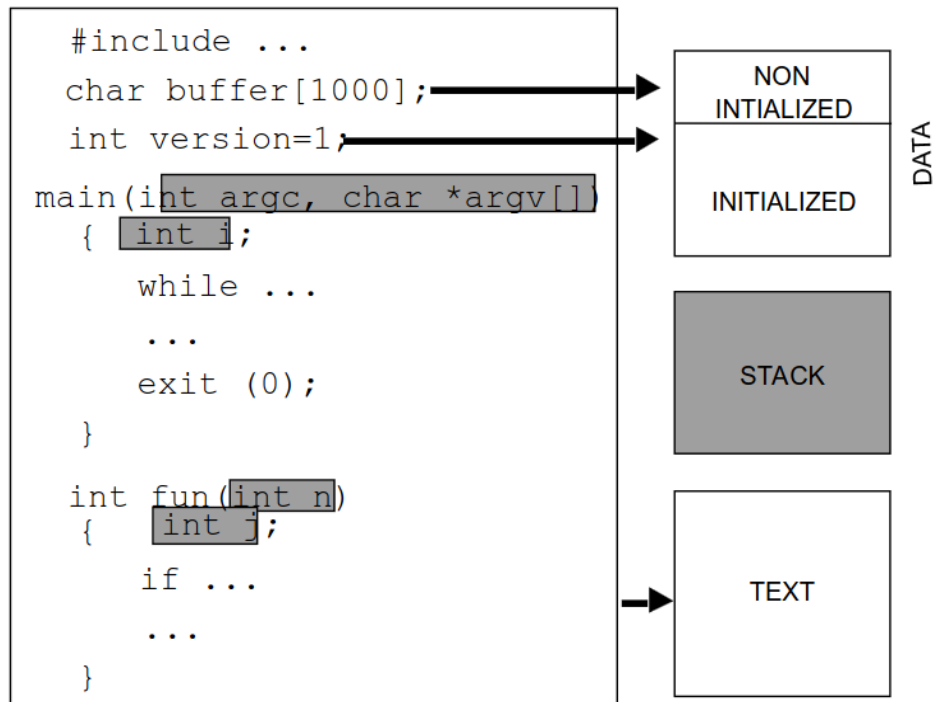 #include ...
char buffer[1000];
int version=1;
main(int argc, char *argv[])
{ int i;
while ...
...
exit (0);
}
int fun(int n)
{ int j;
if ...
...
}
NON
INTIALIZED
INITIALIZED
DATA
STACK
TEXT